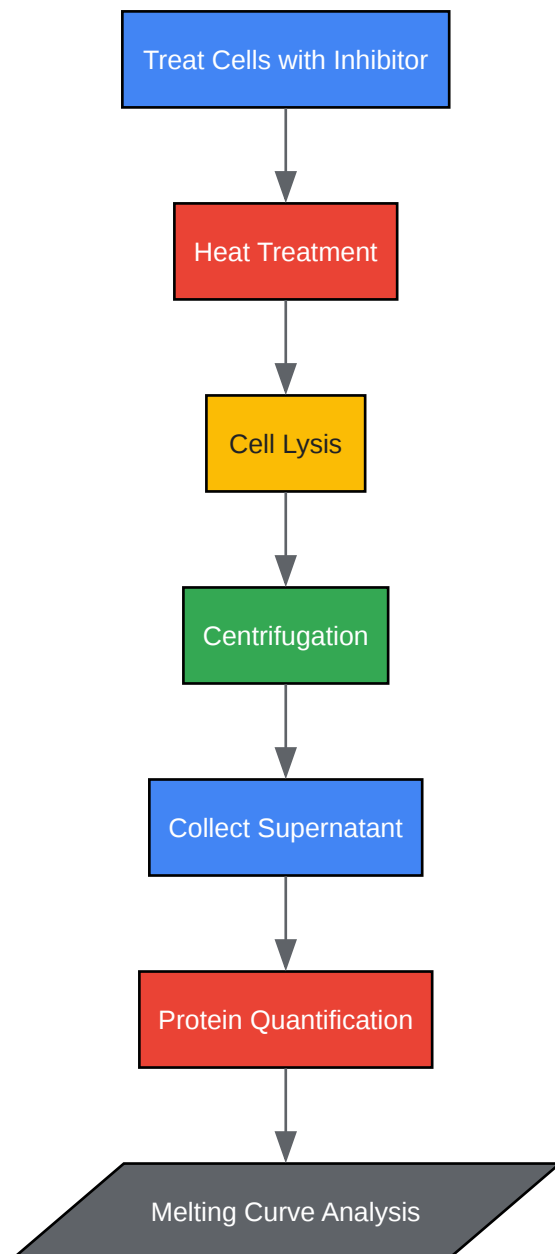 Treat Cells with Inhibitor
Heat Treatment
Cell Lysis
Centrifugation
Collect Supernatant
Protein Quantification
Melting Curve Analysis